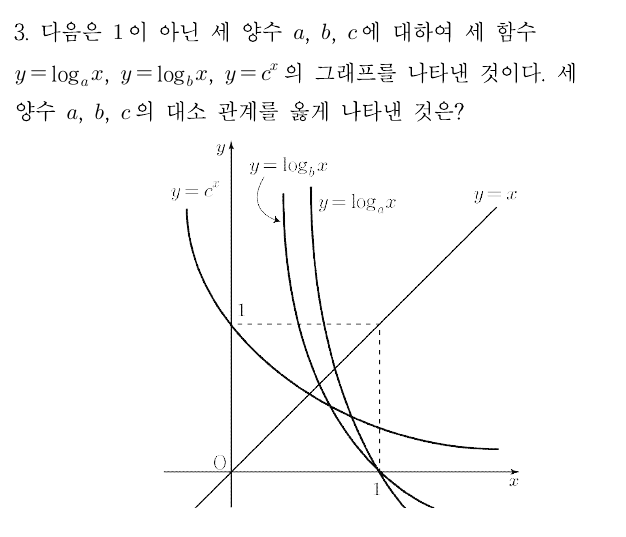 3. 다음은 1이 아닌 세 양수 a, b, c에 대하여 세 함수
y=logₐx, y=log_b x, y=cˣ의 그래프를 나타낸 것이다. 세
양수 a, b, c의 대소 관계를 옳게 나타낸 것은?
y
y=log_b x
y=cˣ
y=logₐx
y=x
1
O
1
x